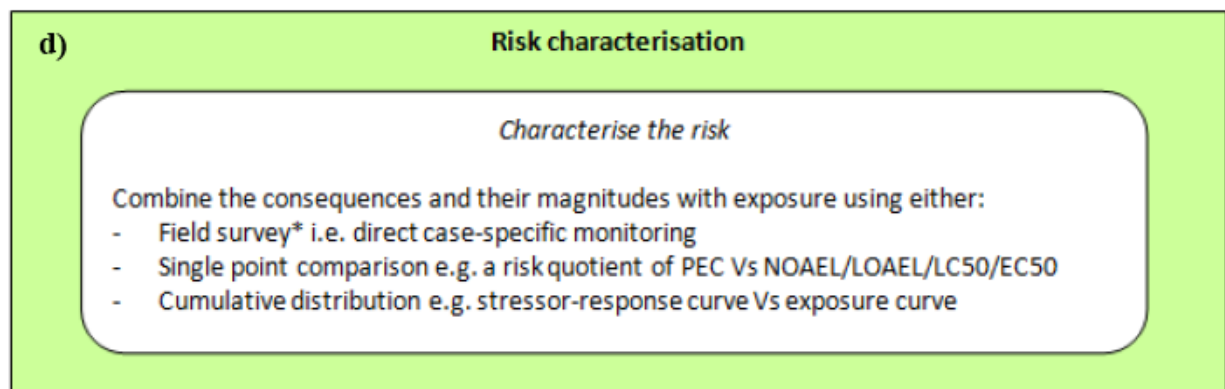 d)
Risk characterisation
Characterise the risk
Combine the consequences and their magnitudes with exposure using either:
- Field survey* i.e. direct case-specific monitoring
- Single point comparison e.g. a risk quotient of PEC Vs NOAEL/LOAEL/LC50/EC50
- Cumulative distribution e.g. stressor-response curve Vs exposure curve